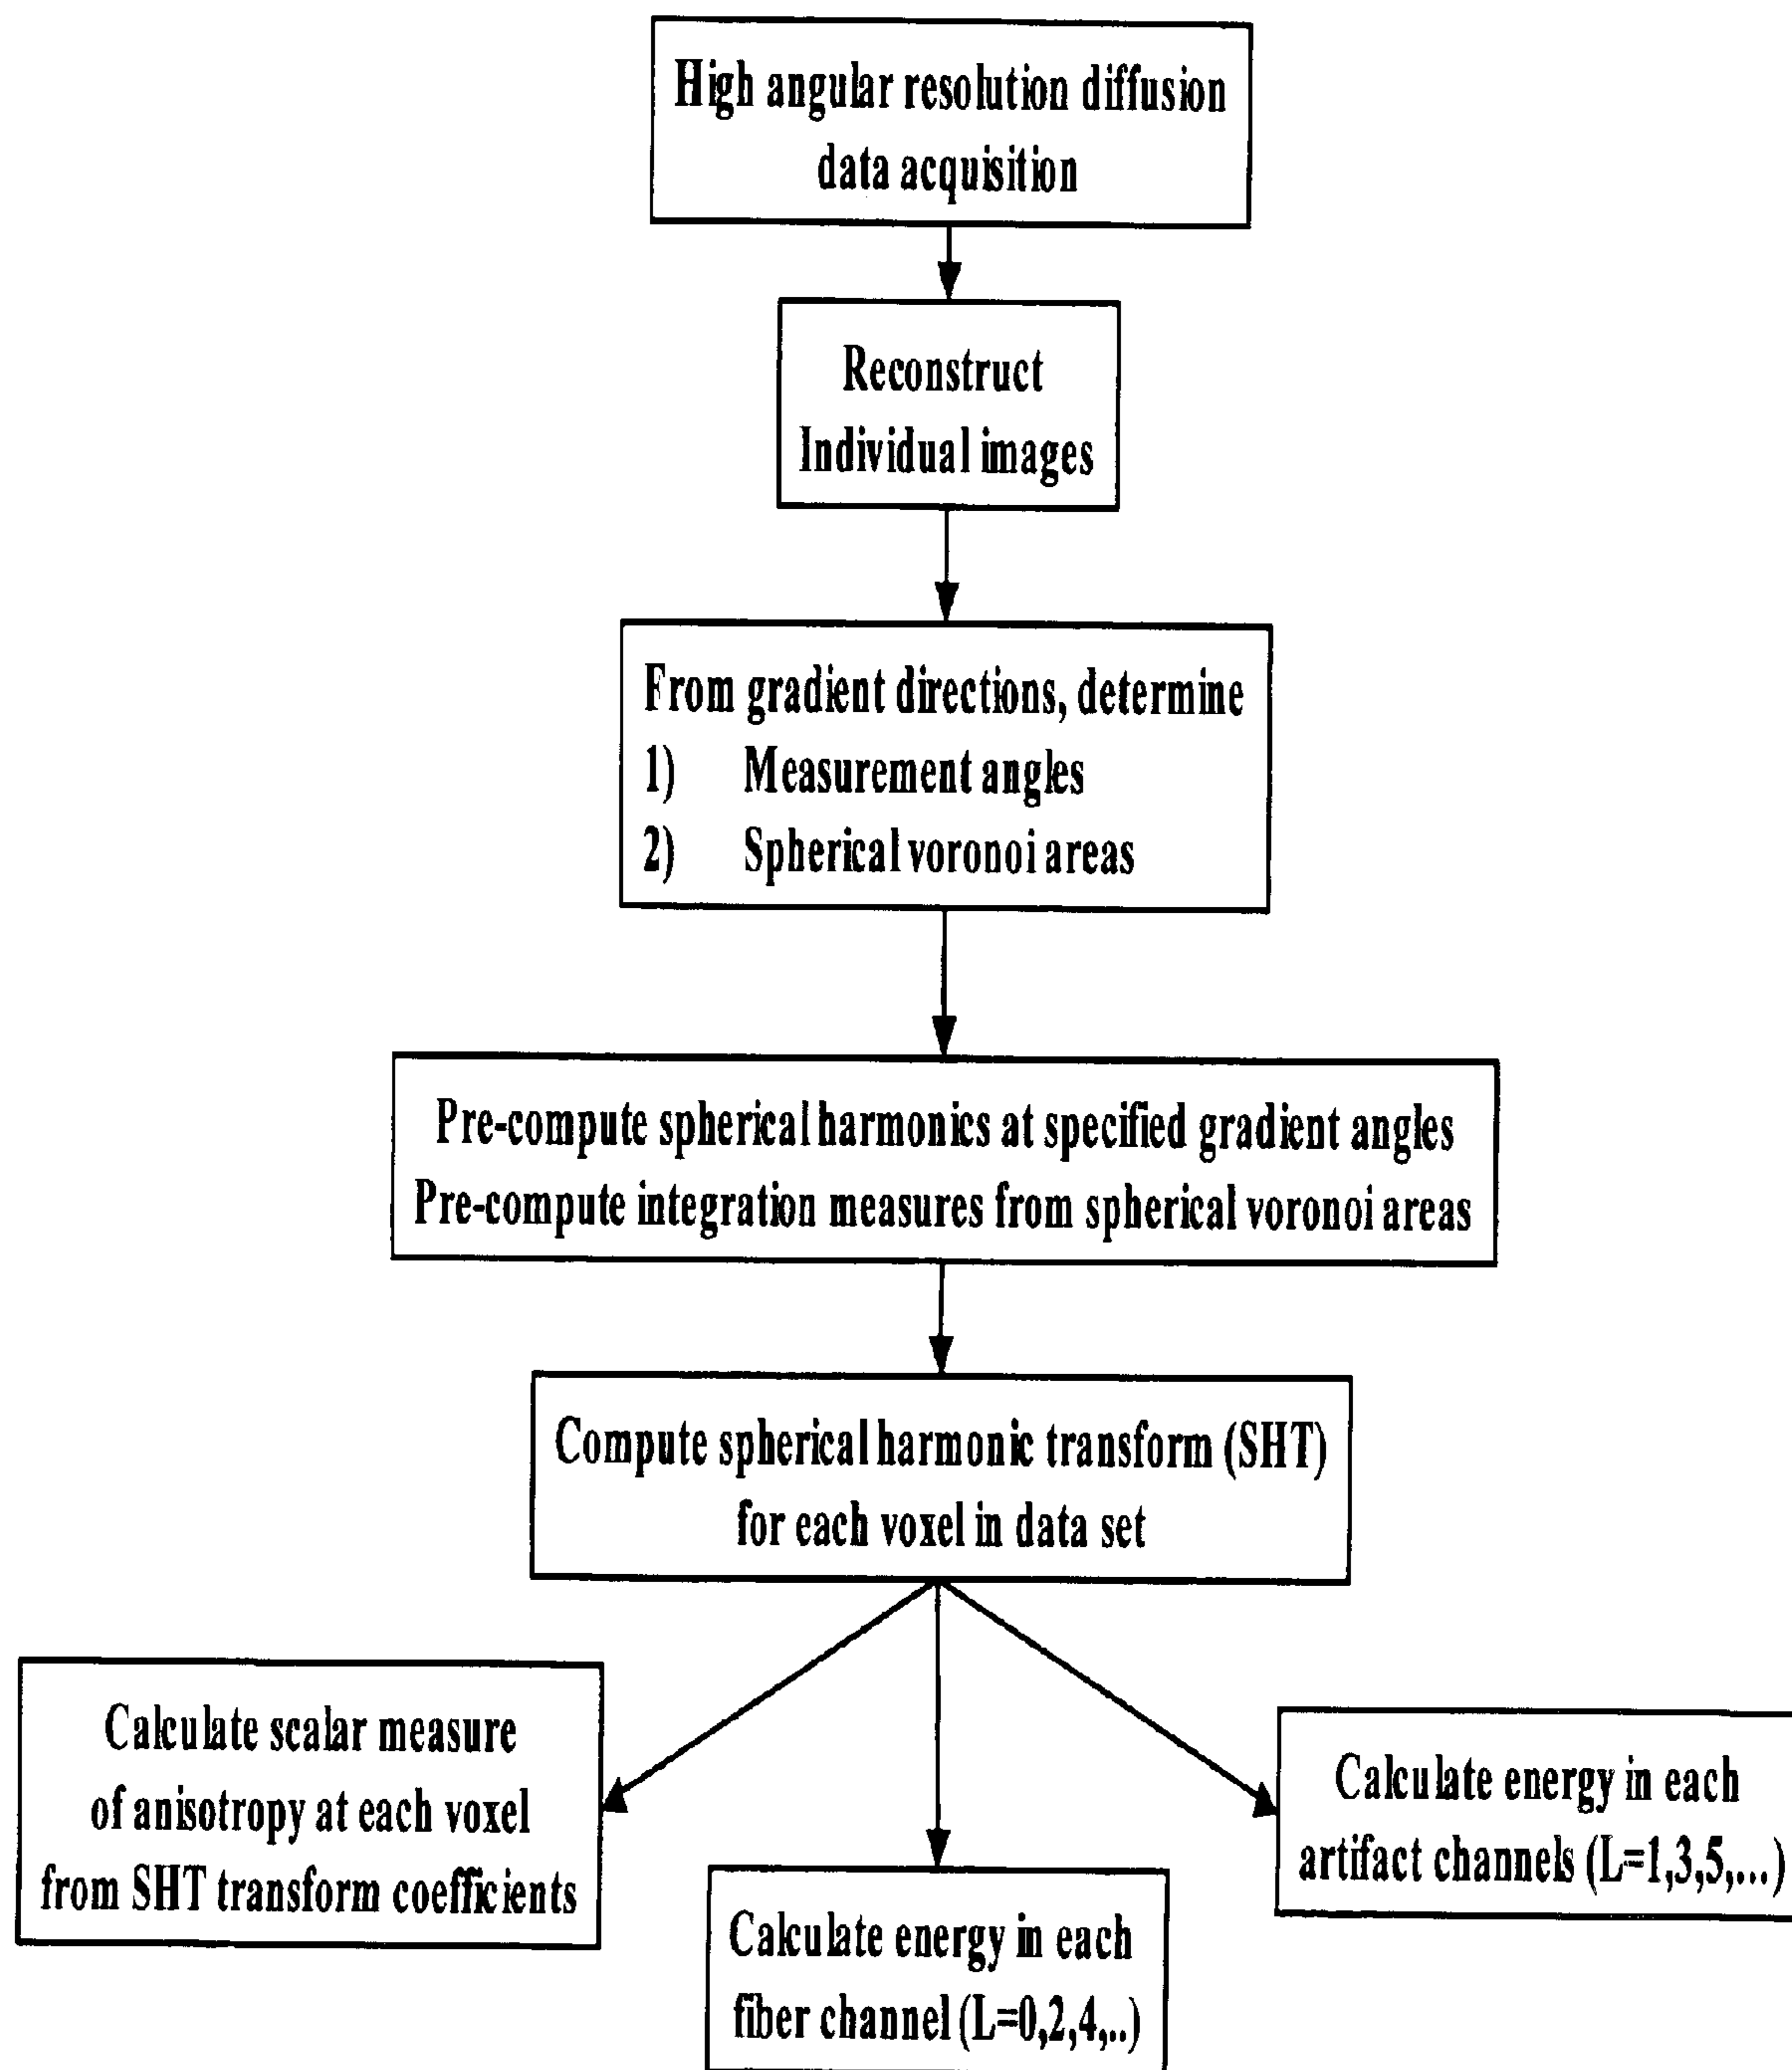 High angular resolution diffusion
data acquisition
Reconstruct
Individual images
From gradient directions, determine
1) Measurement angles
2) Spherical voronoi areas
Pre-compute spherical harmonics at specified gradient angles
Pre-compute integration measures from spherical voronoi areas
Compute spherical harmonic transform (SHT)
for each voxel in data set
Calculate scalar measure
of anisotropy at each voxel
from SHT transform coefficients
Calculate energy in each
fiber channel (L=0,2,4,..)
Calculate energy in each
artifact channels (L=1,3,5,...)